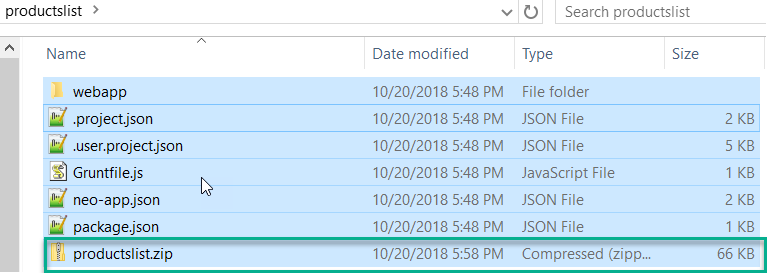 productslist
Search productslist
Name Date modified Type Size
webapp 10/20/2018 5:48 PM File folder
.project.json 10/20/2018 5:48 PM JSON File 2 KB
.user.project.json 10/20/2018 5:48 PM JSON File 5 KB
Gruntfile.js 10/20/2018 5:48 PM JavaScript File 1 KB
neo-app.json 10/20/2018 5:48 PM JSON File 2 KB
package.json 10/20/2018 5:48 PM JSON File 1 KB
productslist.zip 10/20/2018 5:58 PM Compressed (zipp... 66 KB